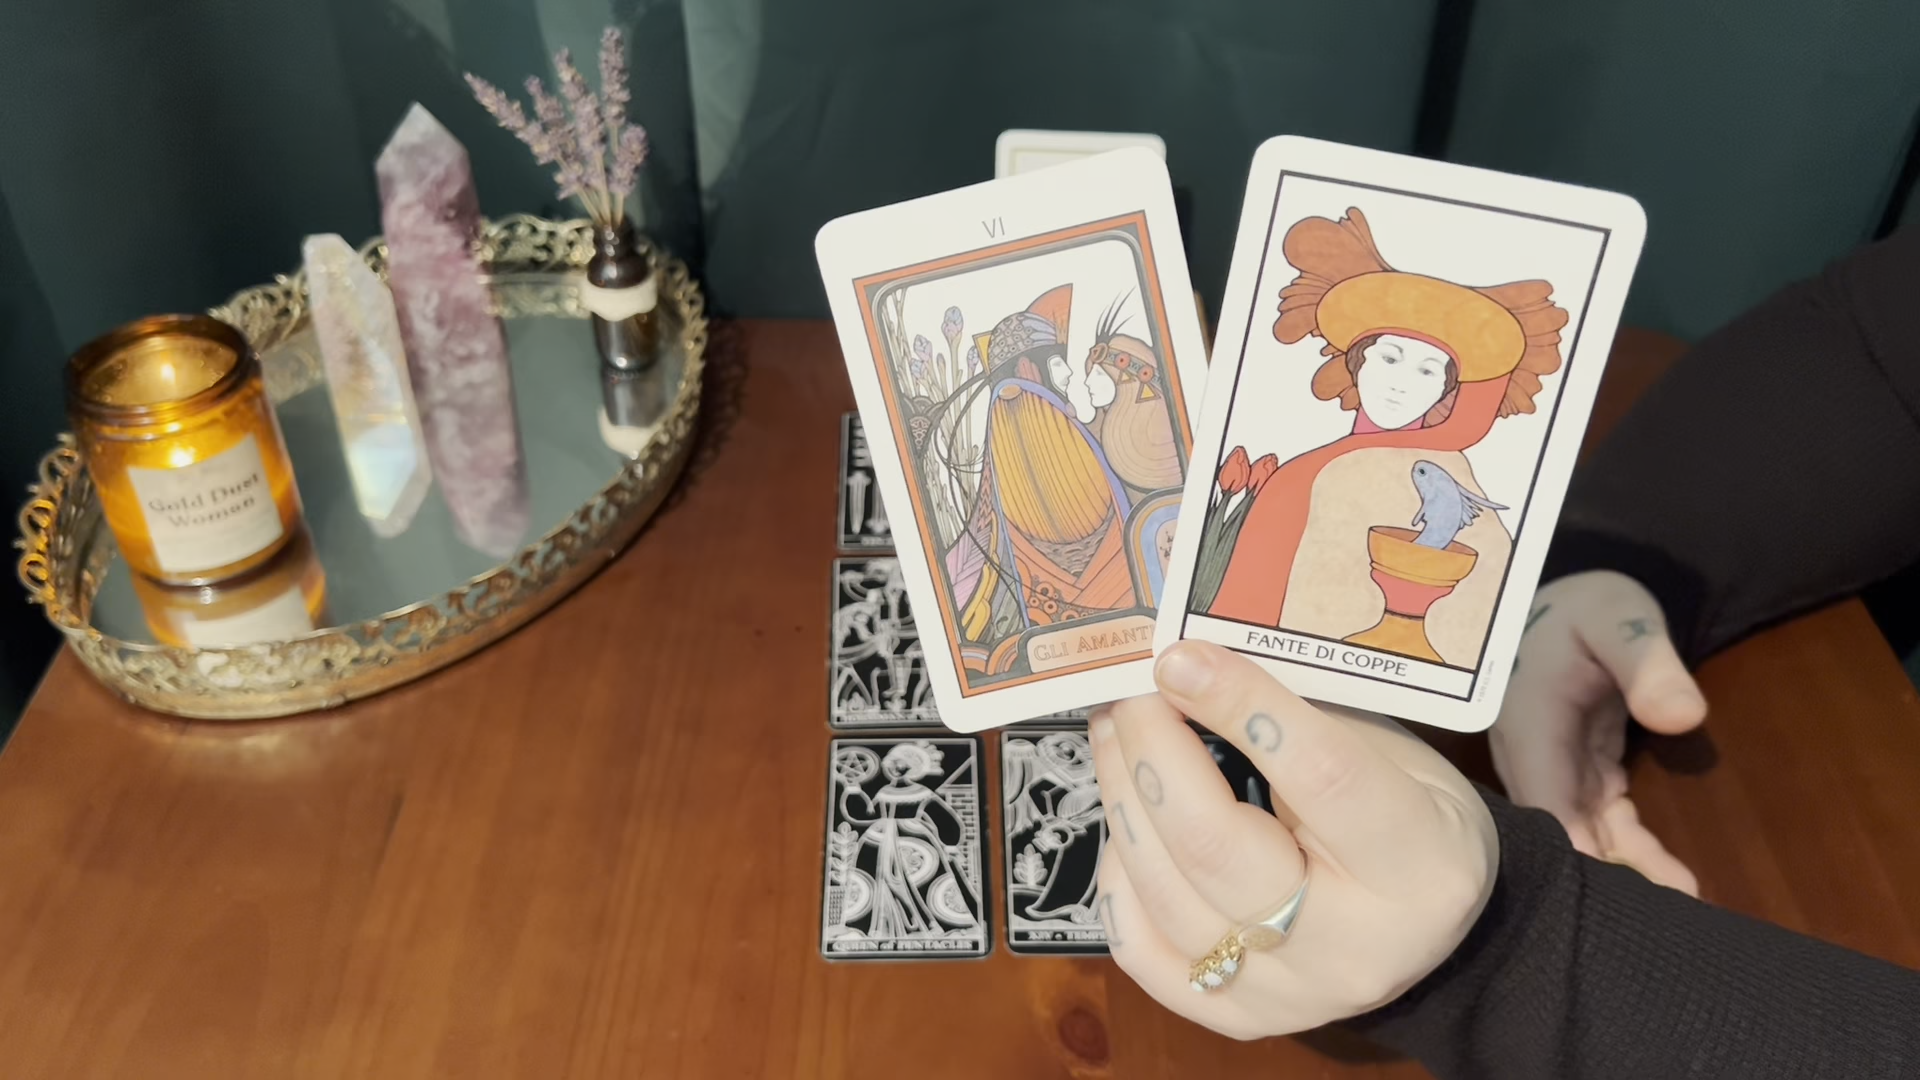 Gold Dust
Woman
VI
GLI AMANTI
FANTE DI COPPE
QUEEN of PENTACLES